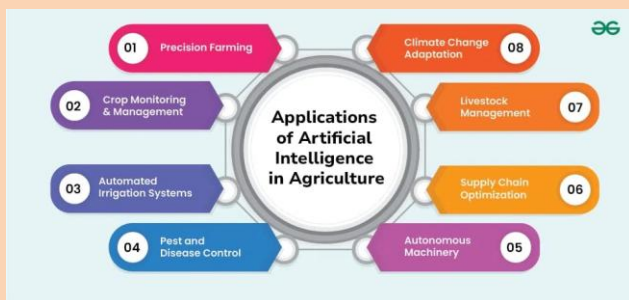 Applications
of Artificial
Intelligence
in Agriculture
01
Precision Farming
02
Crop Monitoring
& Management
03
Automated
Irrigation Systems
04
Pest and
Disease Control
Autonomous
Machinery
05
Supply Chain
Optimization
06
Livestock
Management
07
Climate Change
Adaptation
08